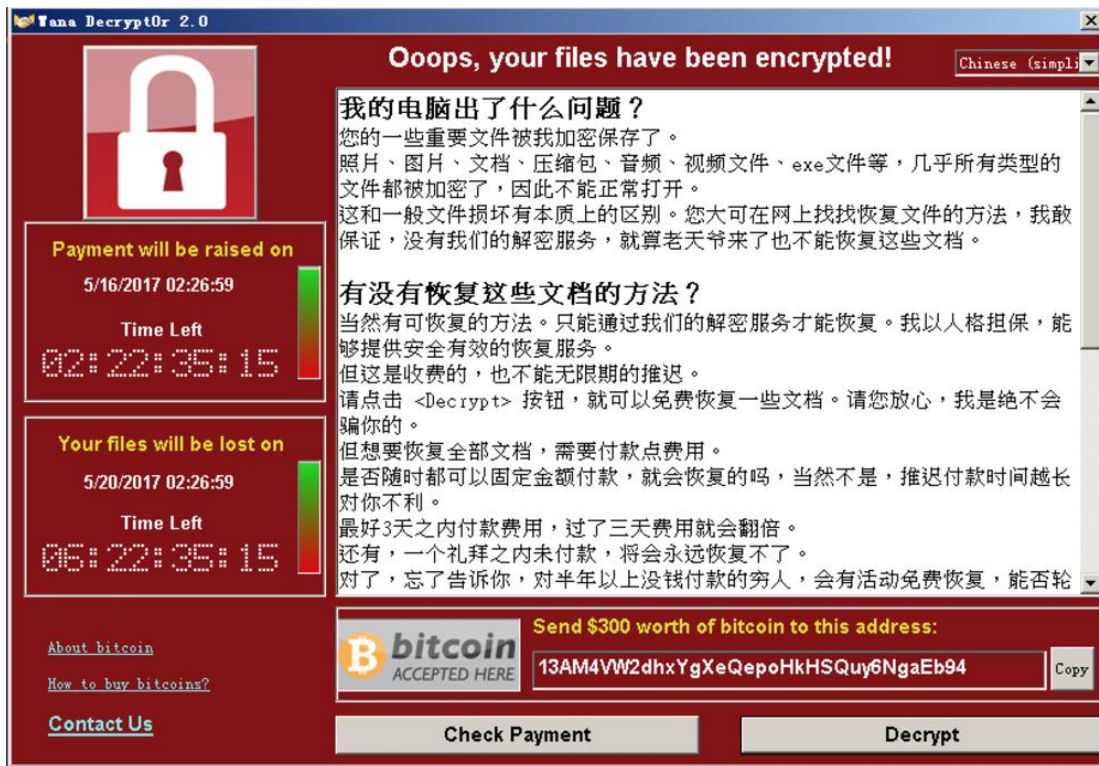 Wana Decrypt0r 2.0
Ooops, your files have been encrypted!
Chinese (simpli
我的电脑出了什么问题？
您的一些重要文件被我加密保存了。
照片、图片、文档、压缩包、音频、视频文件、exe文件等，几乎所有类型的
文件都被加密了，因此不能正常打开。
这和一般文件损坏有本质上的区别。您大可在网上找找恢复文件的方法，我敢
保证，没有我们的解密服务，就算老天爷来了也不能恢复这些文档。
有没有恢复这些文档的方法？
当然有可恢复的方法。只能通过我们的解密服务才能恢复。我以人格担保，能
够提供安全有效的恢复服务。
但这是收费的，也不能无限期的推迟。
请点击 <Decrypt> 按钮，就可以免费恢复一些文档。请您放心，我是绝不会
骗你的。
但想要恢复全部文档，需要付款点费用。
是否随时都可以固定金额付款，就会恢复的吗，当然不是，推迟付款时间越长
对你不利。
最好3天之内付款费用，过了三天费用就会翻倍。
还有，一个礼拜之内未付款，将会永远恢复不了。
对了，忘了告诉你，对半年以上没钱付款的穷人，会有活动免费恢复，能否轮
Payment will be raised on
5/16/2017 02:26:59
Time Left
02:22:35:15
Your files will be lost on
5/20/2017 02:26:59
Time Left
06:22:35:15
About bitcoin
How to buy bitcoins?
Contact Us
bitcoin
ACCEPTED HERE
Send $300 worth of bitcoin to this address:
13AM4VW2dhxYgXeQepoHkHSQuy6NgaEb94
Copy
Check Payment
Decrypt